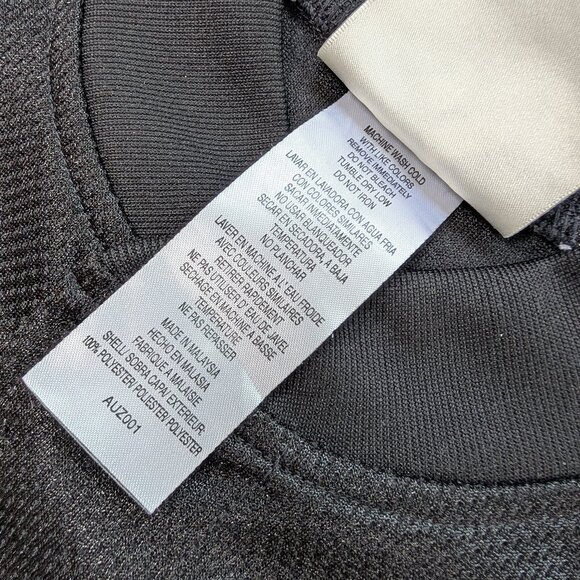 MACHINE WASH COLD
WITH LIKE COLORS
REMOVE IMMEDIATELY
DO NOT BLEACH
TUMBLE DRY LOW
DO NOT IRON
LAVAR EN LAVADORA CON AGUA FRIA
CON COLORES SIMILARES
SACAR IMMEDIATAMENTE
NO USAR BLANQUEADOR
SECAR EN SECADORA, A BAJA
TEMPERATURA
NO PLANCHAR
LAVER EN MACHINE A L'EAU FROIDE
AVEC COULEURS SIMILAIRES
RETIRER RAPIDEMENT
NE PAS UTILISER D'EAU DE JAVEL
SECHAGE EN MACHINE A BASSE
TEMPERATURE
NE PAS REPASSER
MADE IN MALAYSIA
HECHO EN MALASIA
FABRIQUE A MALAISIE
SHELL/ SOBRA CAPA/ EXTERIEUR:
100% POLYESTER/ POLIESTER/ POLYESTER
AUZ001